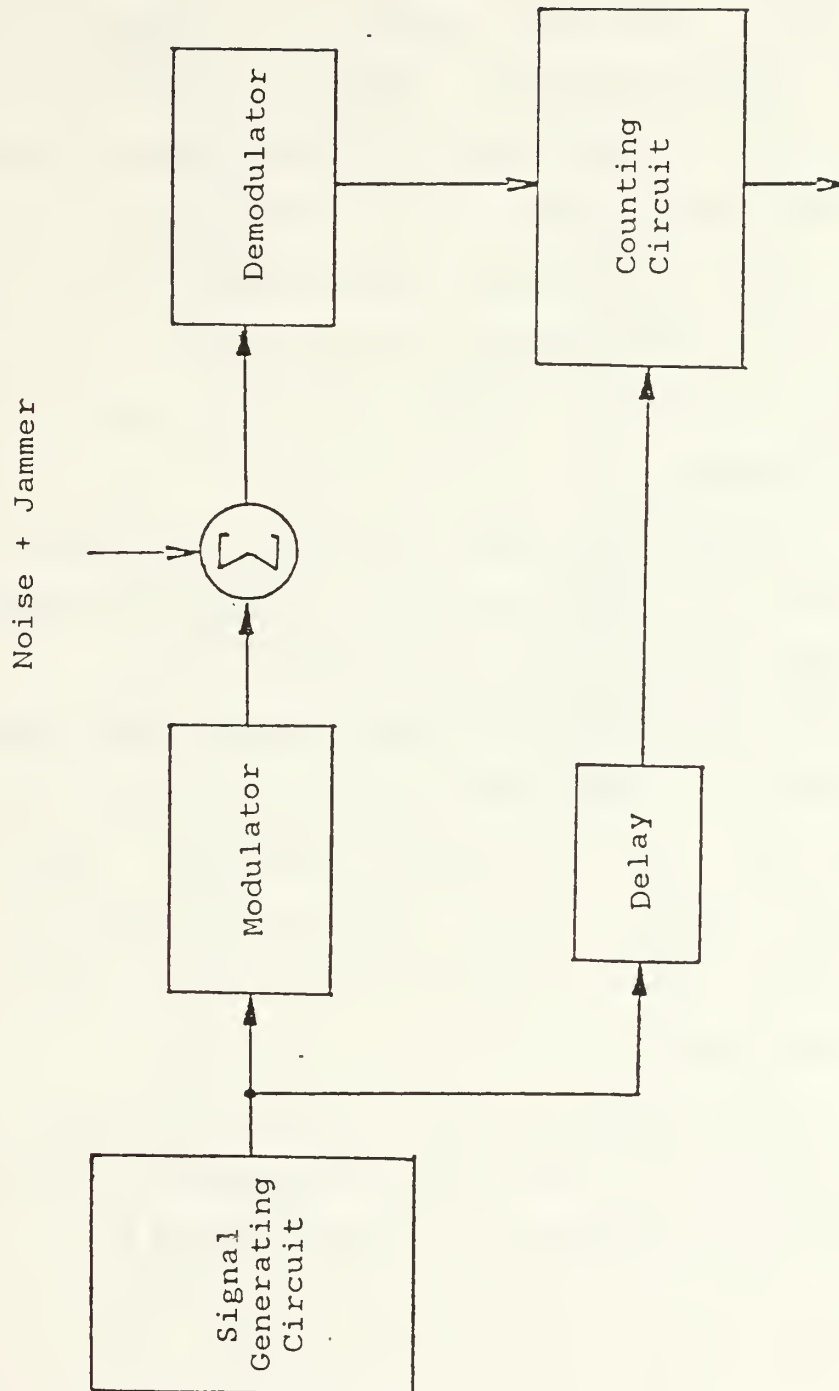 Noise + Jammer
Signal
Generating
Circuit
Modulator
Σ
Demodulator
Delay
Counting
Circuit